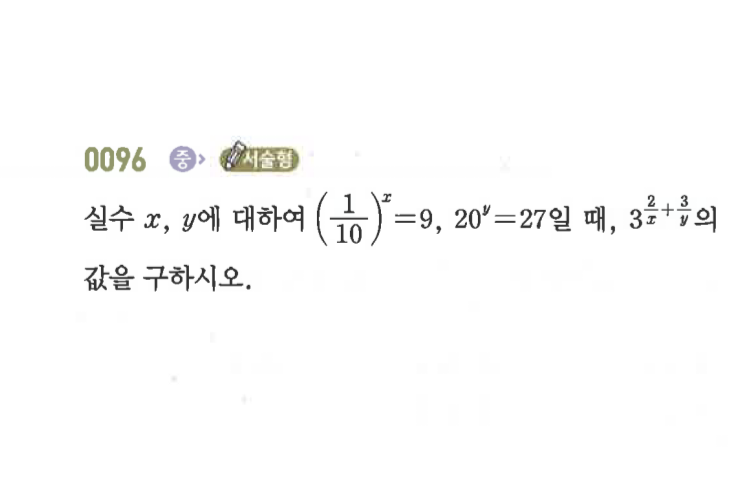 0096 중 서술형
실수 x, y에 대하여 (1/10)^x=9, 20^y=27일 때, 3^(2/x+3/y)의
값을 구하시오.